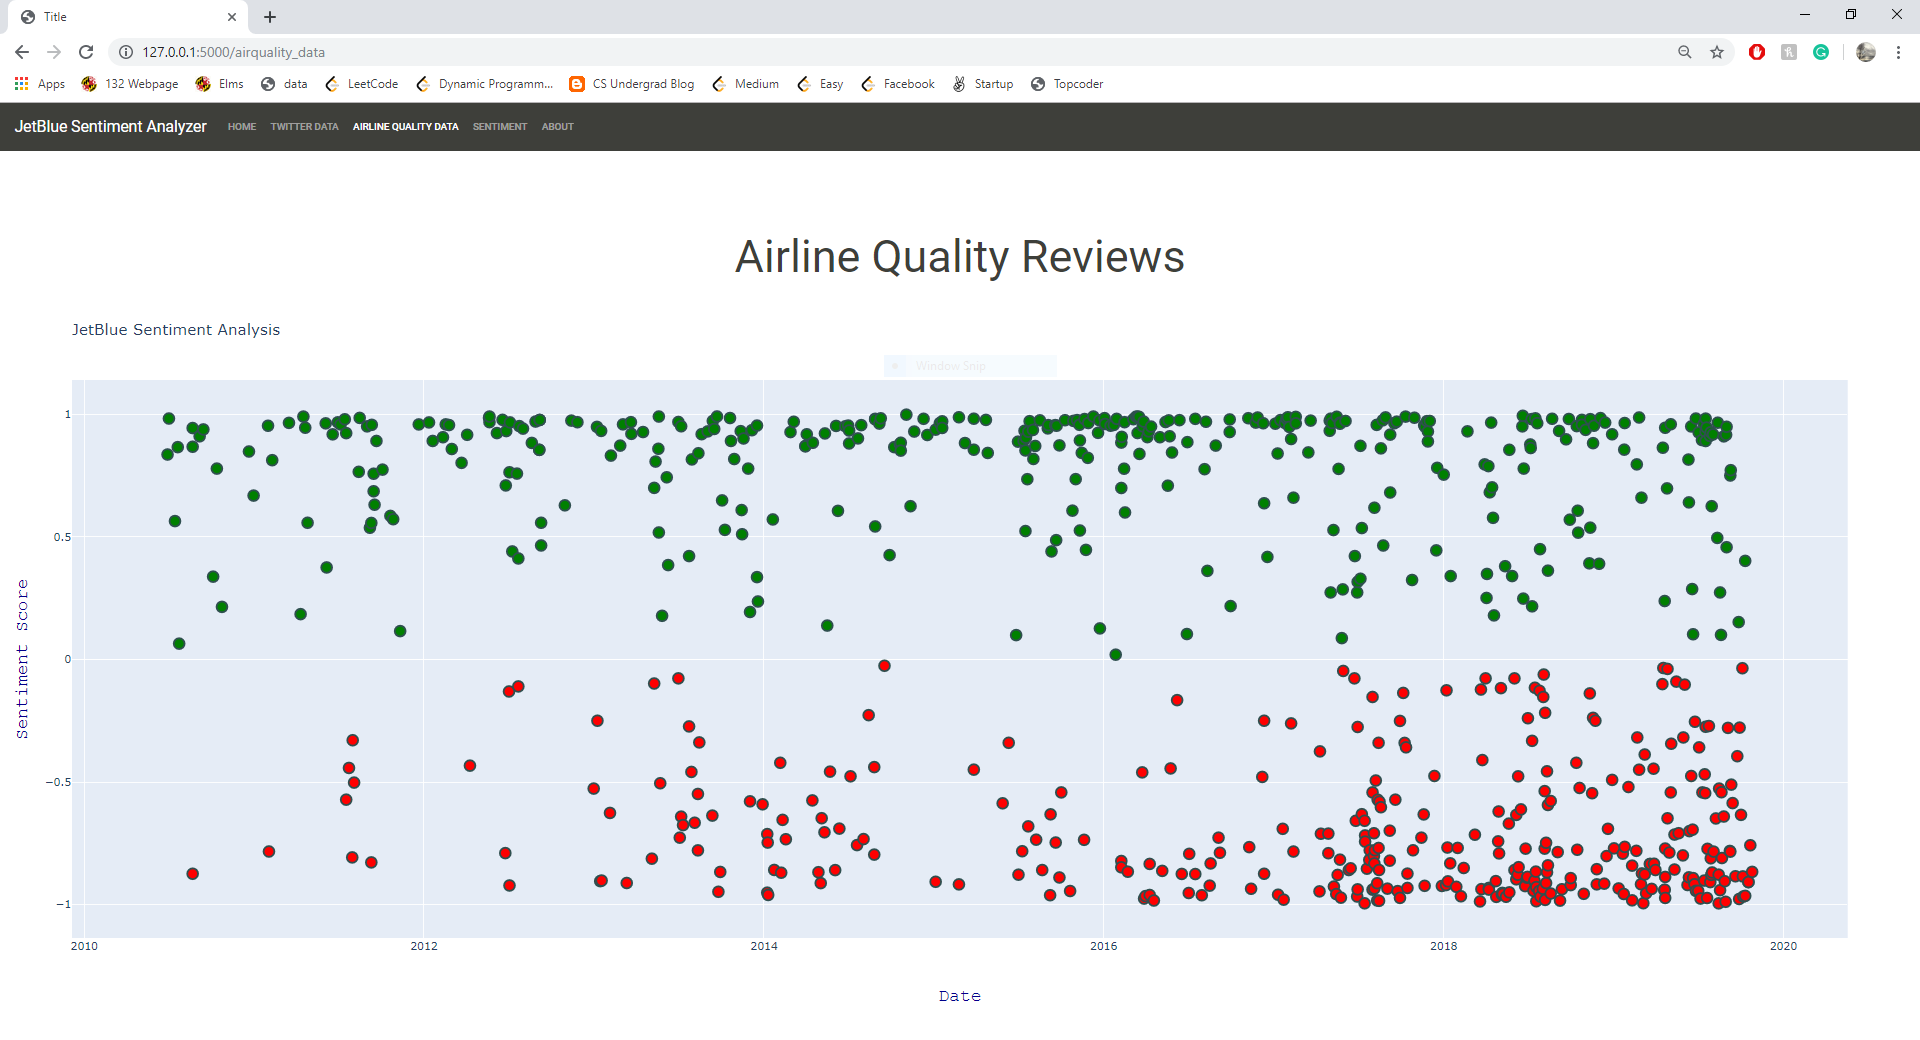 Title
127.0.0.1:5000/airquality_data
Apps 132 Webpage Elms data LeetCode Dynamic Programm... CS Undergrad Blog Medium Easy Facebook Startup Topcoder
JetBlue Sentiment Analyzer HOME TWITTER DATA AIRLINE QUALITY DATA SENTIMENT ABOUT
Airline Quality Reviews
JetBlue Sentiment Analysis
Window Snip
1
0.5
0
−0.5
−1
Sentiment Score
2010 2012 2014 2016 2018 2020
Date